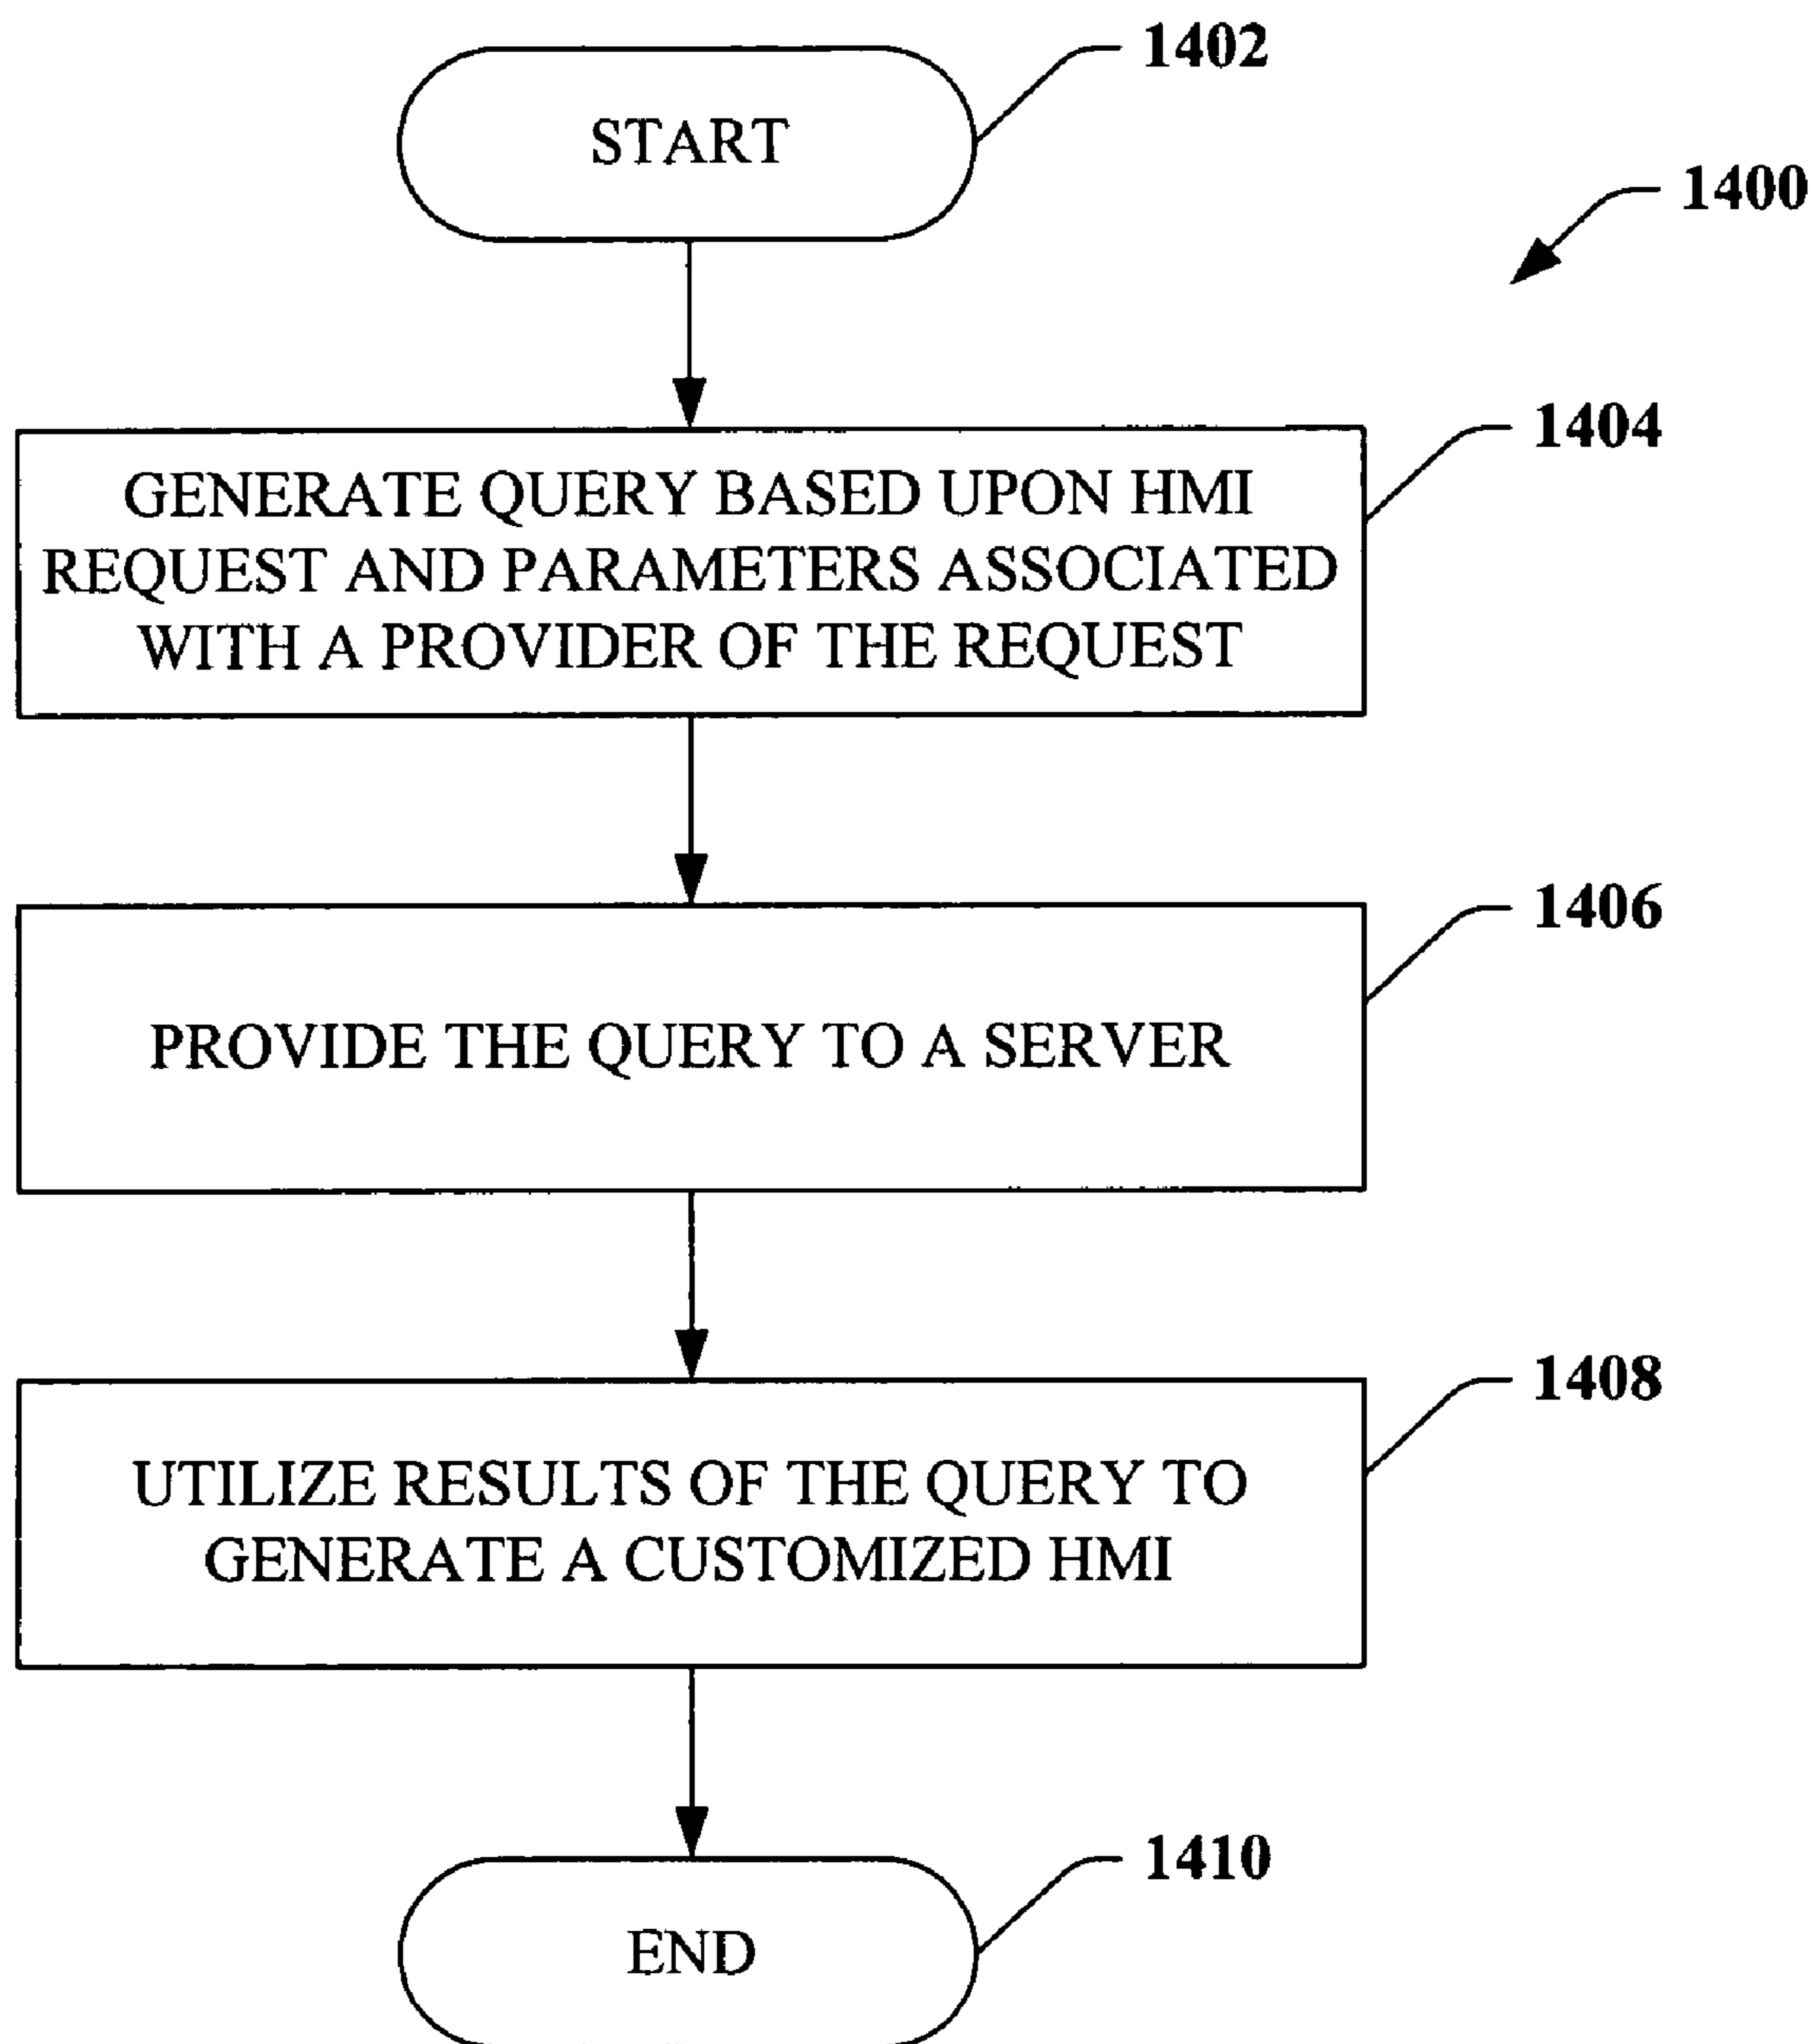 1402
START
1400
1404
GENERATE QUERY BASED UPON HMI
REQUEST AND PARAMETERS ASSOCIATED
WITH A PROVIDER OF THE REQUEST
1406
PROVIDE THE QUERY TO A SERVER
1408
UTILIZE RESULTS OF THE QUERY TO
GENERATE A CUSTOMIZED HMI
1410
END